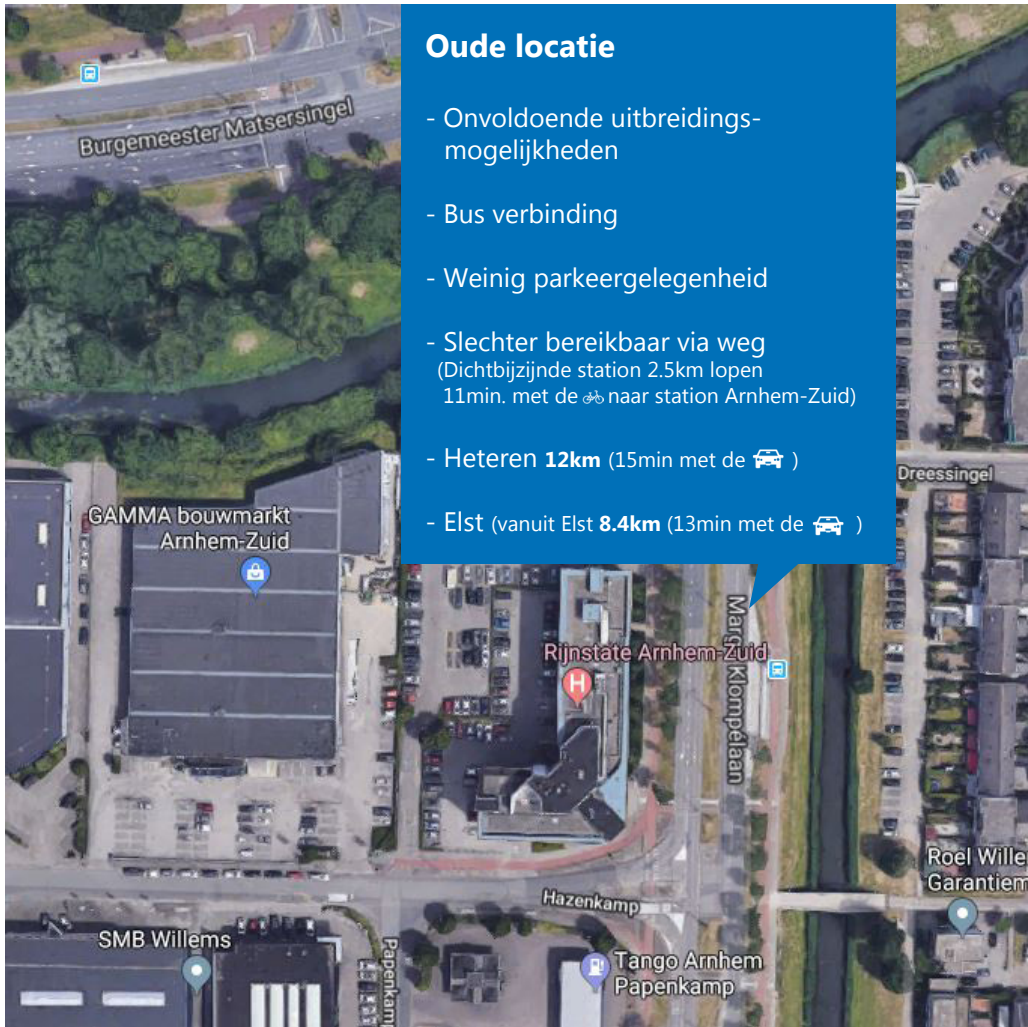 Oude locatie
- Onvoldoende uitbreidings-
mogelijkheden
- Bus verbinding
- Weinig parkeergelegenheid
- Slechter bereikbaar via weg
(Dichtbijzijnde station 2.5km lopen
11min. met de naar station Arnhem-Zuid)
- Heteren 12km (15min met de )
- Elst (vanuit Elst 8.4km (13min met de )
Burgemeester Matsersingel
Dreessingel
GAMMA bouwmarkt
Arnhem-Zuid
Rijnstate Arnhem-Zuid
H
Marga Klompélaan
Hazenkamp
Roel Wille
Garantiem
SMB Willems
Papenkamp
Tango Arnhem
Papenkamp